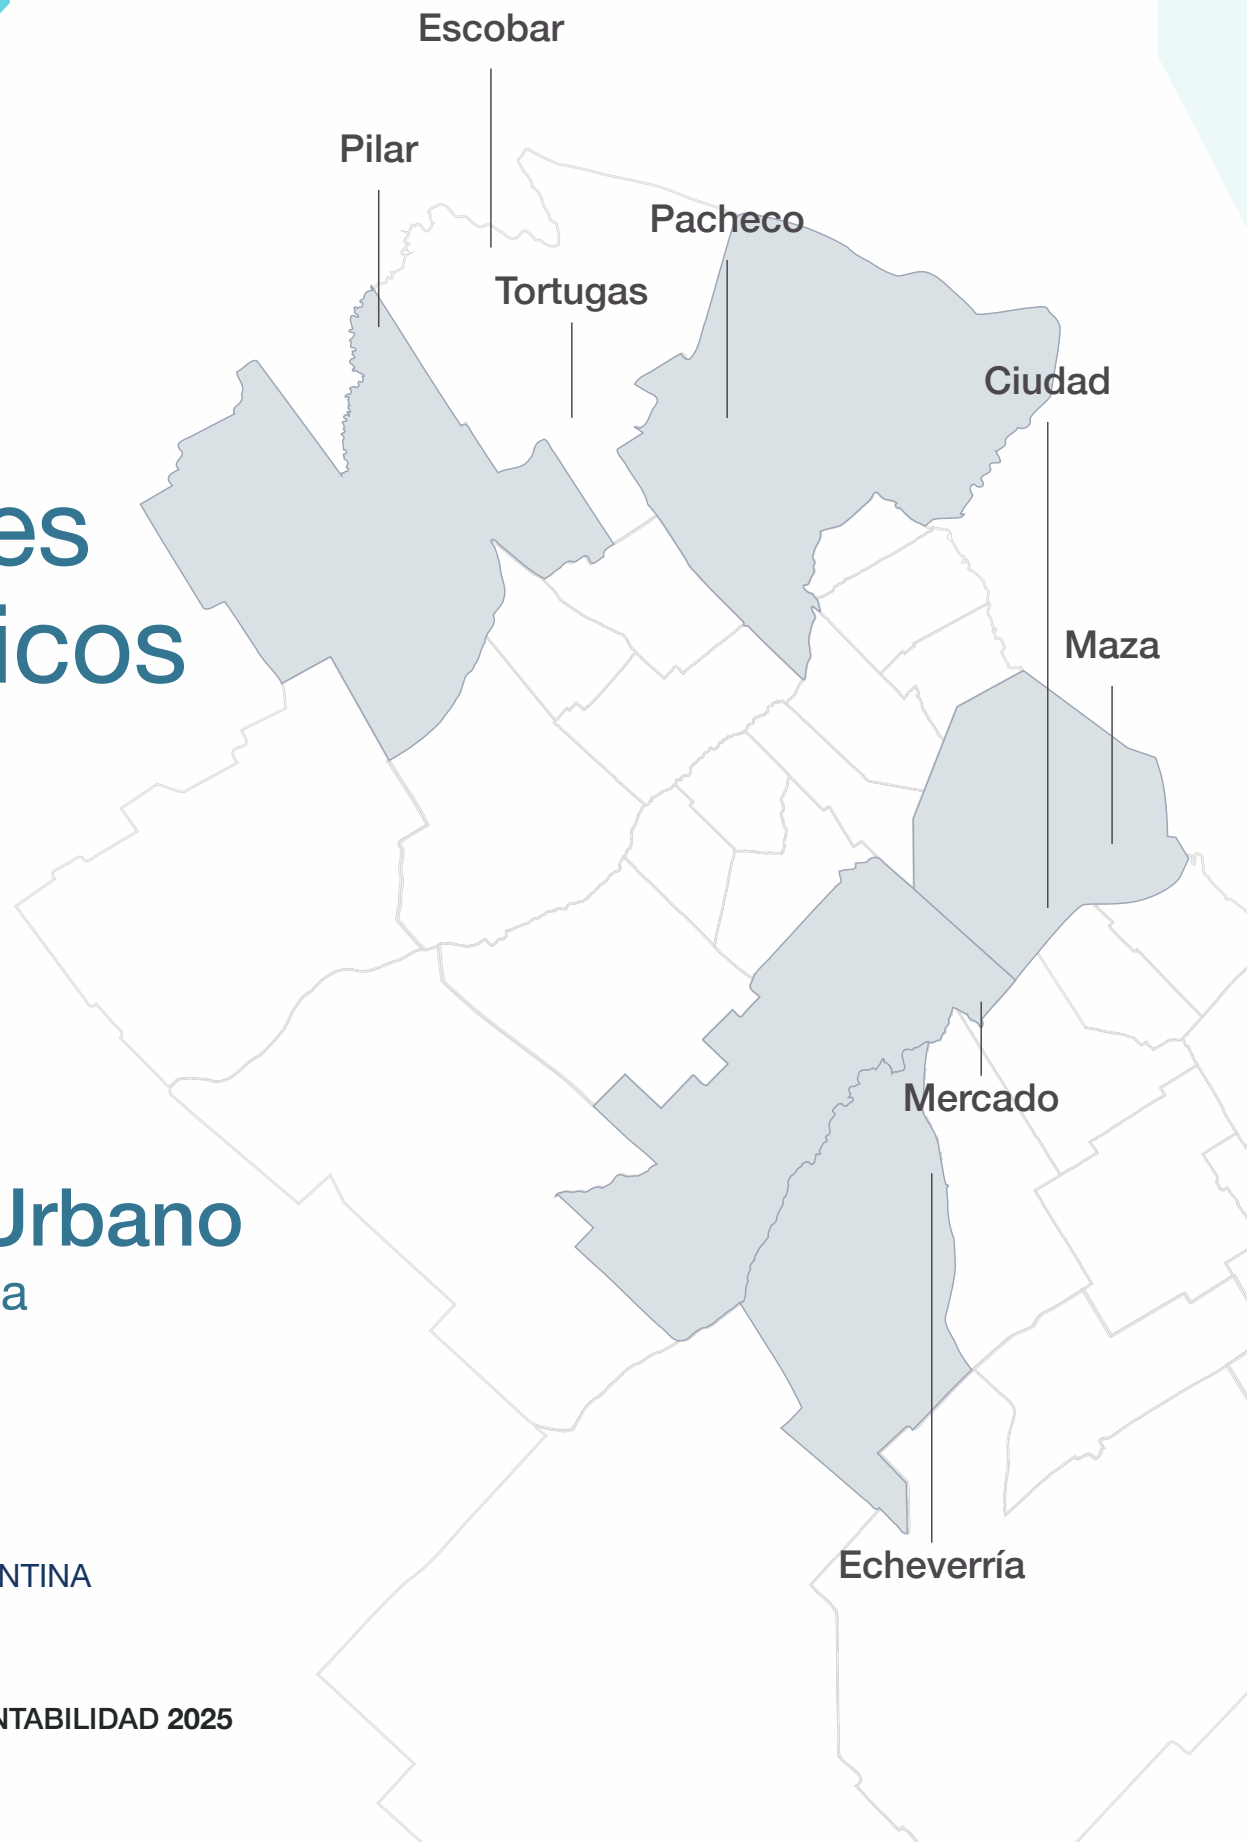 Escobar
Pilar
Pacheco
Tortugas
Ciudad
es
icos
Maza
Mercado
Urbano
a
Echeverría
NTINA
NTABILIDAD 2025